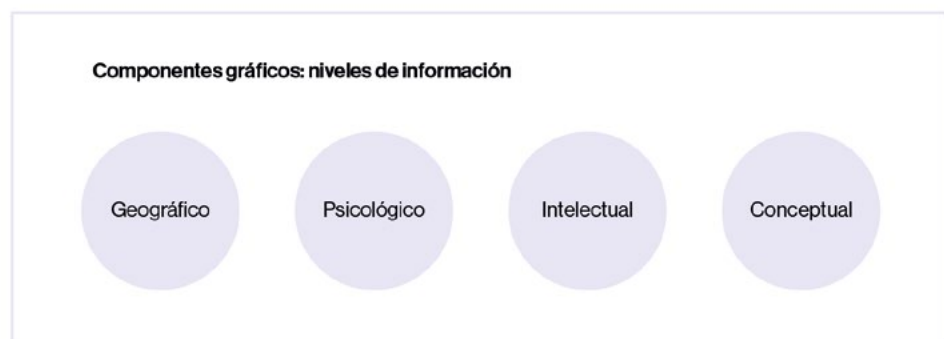 Componentes gráficos: niveles de información
Geográfico
Psicológico
Intelectual
Conceptual